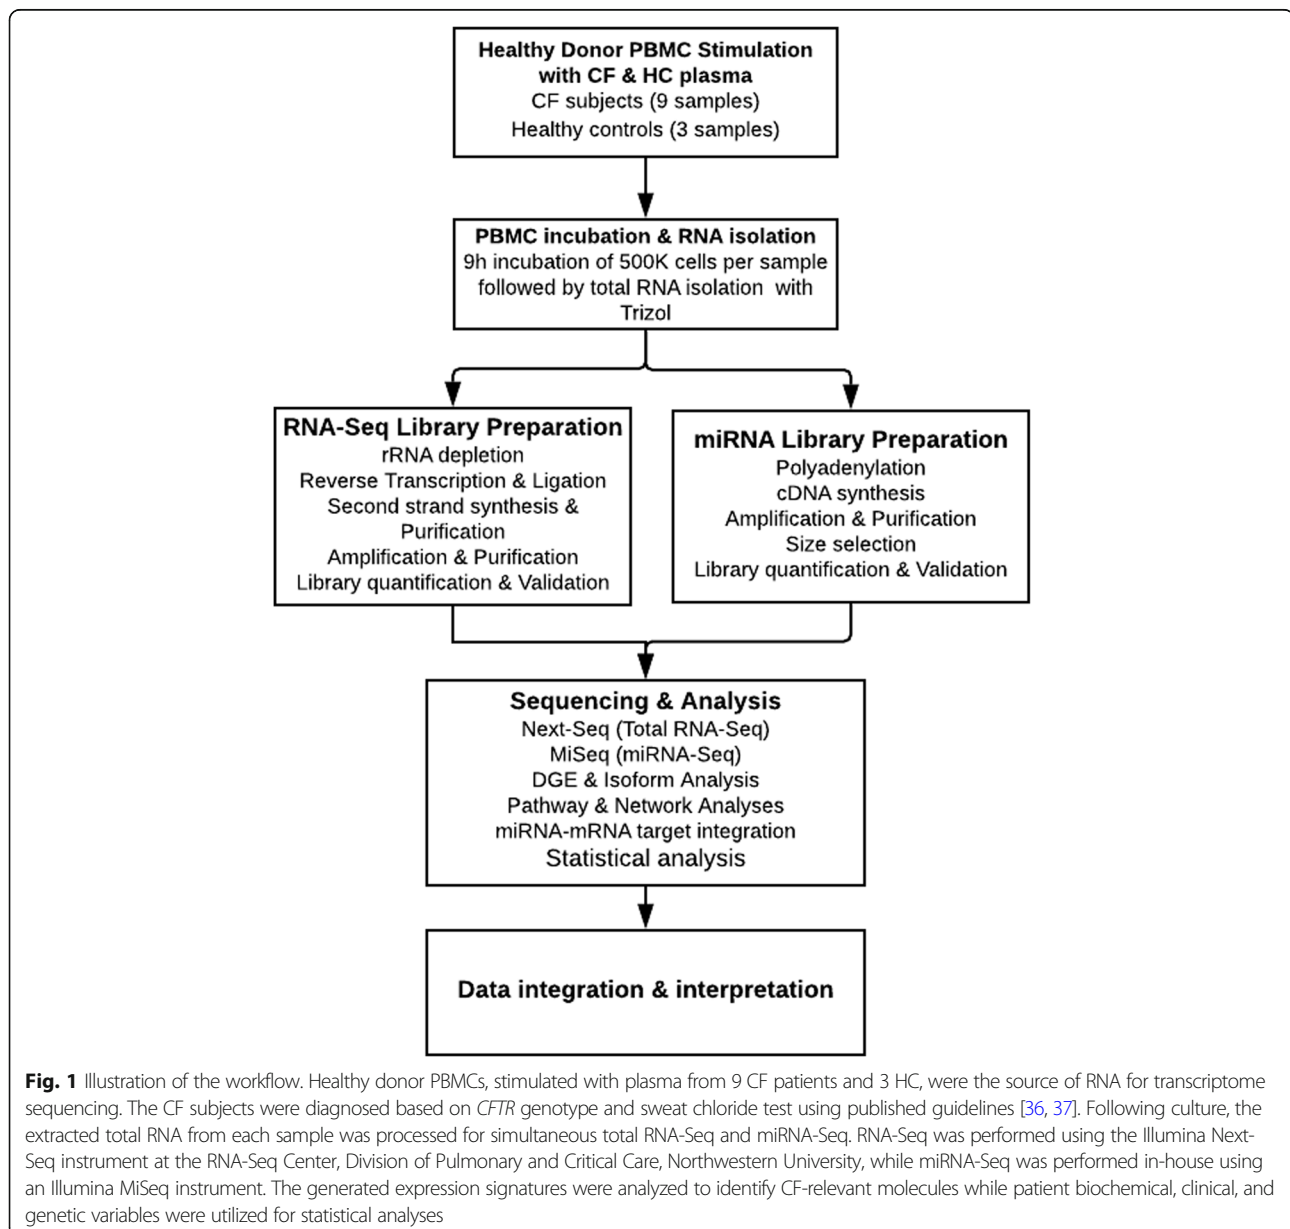 Healthy Donor PBMC Stimulation
with CF & HC plasma
CF subjects (9 samples)
Healthy controls (3 samples)
PBMC incubation & RNA isolation
9h incubation of 500K cells per sample
followed by total RNA isolation with
Trizol
RNA-Seq Library Preparation
rRNA depletion
Reverse Transcription & Ligation
Second strand synthesis &
Purification
Amplification & Purification
Library quantification & Validation
miRNA Library Preparation
Polyadenylation
cDNA synthesis
Amplification & Purification
Size selection
Library quantification & Validation
Sequencing & Analysis
Next-Seq (Total RNA-Seq)
MiSeq (miRNA-Seq)
DGE & Isoform Analysis
Pathway & Network Analyses
miRNA-mRNA target integration
Statistical analysis
Data integration & interpretation
Fig. 1 Illustration of the workflow. Healthy donor PBMCs, stimulated with plasma from 9 CF patients and 3 HC, were the source of RNA for transcriptome
sequencing. The CF subjects were diagnosed based on CFTR genotype and sweat chloride test using published guidelines [36, 37]. Following culture, the
extracted total RNA from each sample was processed for simultaneous total RNA-Seq and miRNA-Seq. RNA-Seq was performed using the Illumina Next-
Seq instrument at the RNA-Seq Center, Division of Pulmonary and Critical Care, Northwestern University, while miRNA-Seq was performed in-house using
an Illumina MiSeq instrument. The generated expression signatures were analyzed to identify CF-relevant molecules while patient biochemical, clinical, and
genetic variables were utilized for statistical analyses